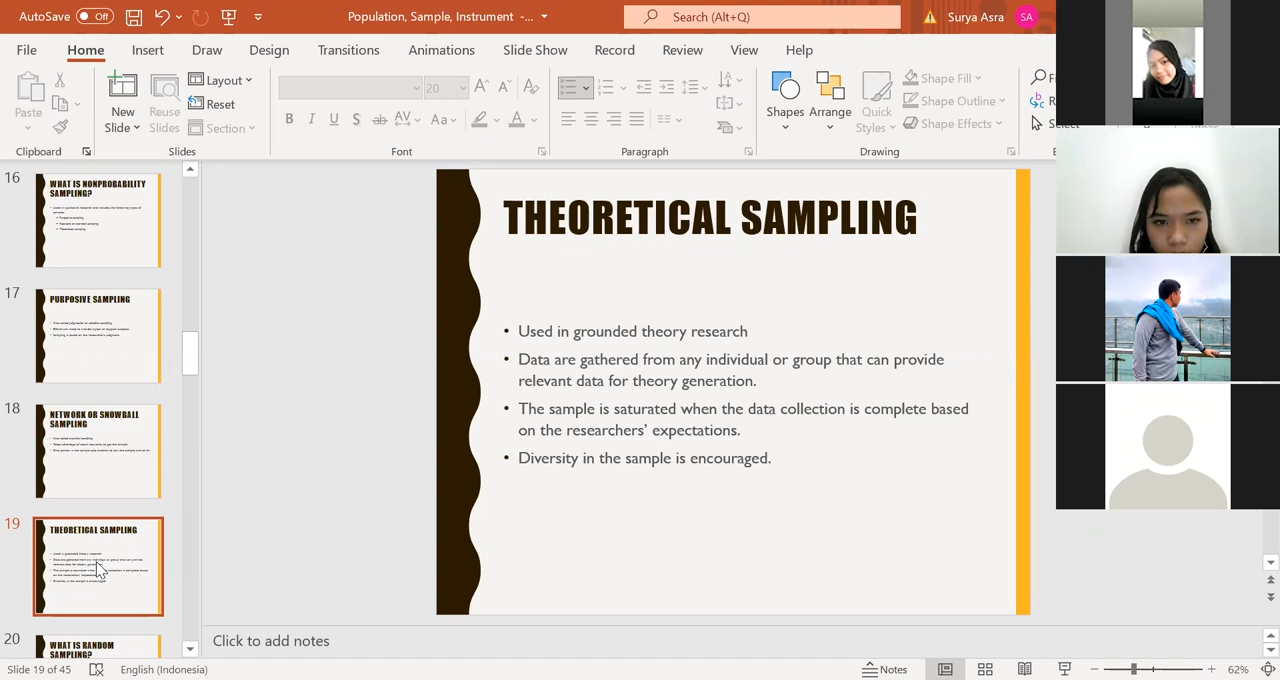 AutoSave Off Population, Sample, Instrument -... Search (Alt+Q) Surya Asra SA
File Home Insert Draw Design Transitions Animations Slide Show Record Review View Help
Paste
Clipboard
New Slide
Reuse Slides
Layout
Reset
Section
Slides
20
B I U S ab AV Aa A
Font
Paragraph
Shapes
Arrange
Quick Styles
Shape Fill
Shape Outline
Shape Effects
Drawing
16
WHAT IS NONPROBABILITY
SAMPLING?
17
PURPOSIVE SAMPLING
18
NETWORK OR SNOWBALL
SAMPLING
19
THEORETICAL SAMPLING
20
WHAT IS RANDOM
SAMPLING?
THEORETICAL SAMPLING
• Used in grounded theory research
• Data are gathered from any individual or group that can provide
relevant data for theory generation.
• The sample is saturated when the data collection is complete based
on the researchers’ expectations.
• Diversity in the sample is encouraged.
Click to add notes
Slide 19 of 45 English (Indonesia) Notes 62%